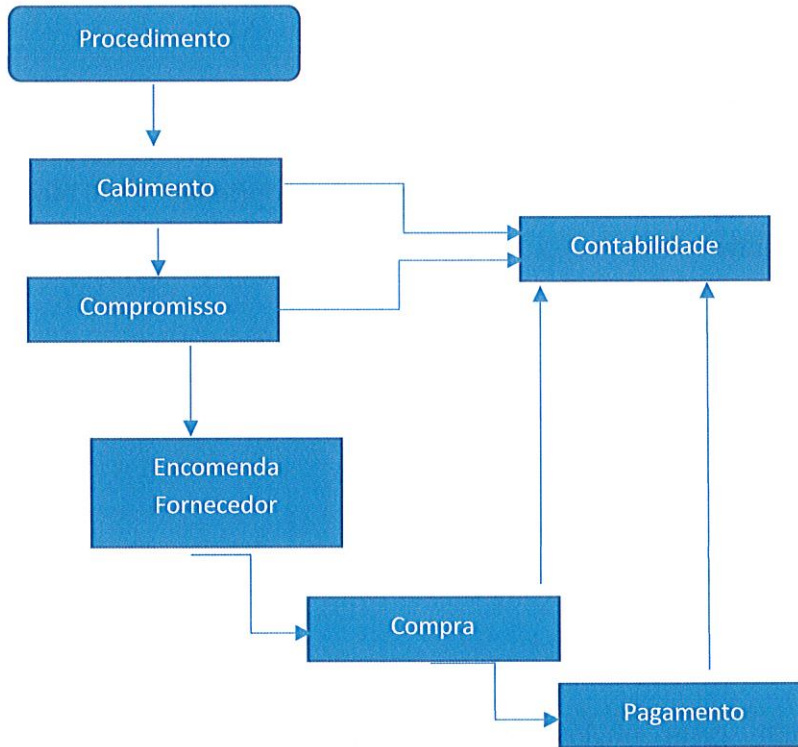 Procedimento
Cabimento
Contabilidade
Compromisso
Encomenda
Fornecedor
Compra
Pagamento